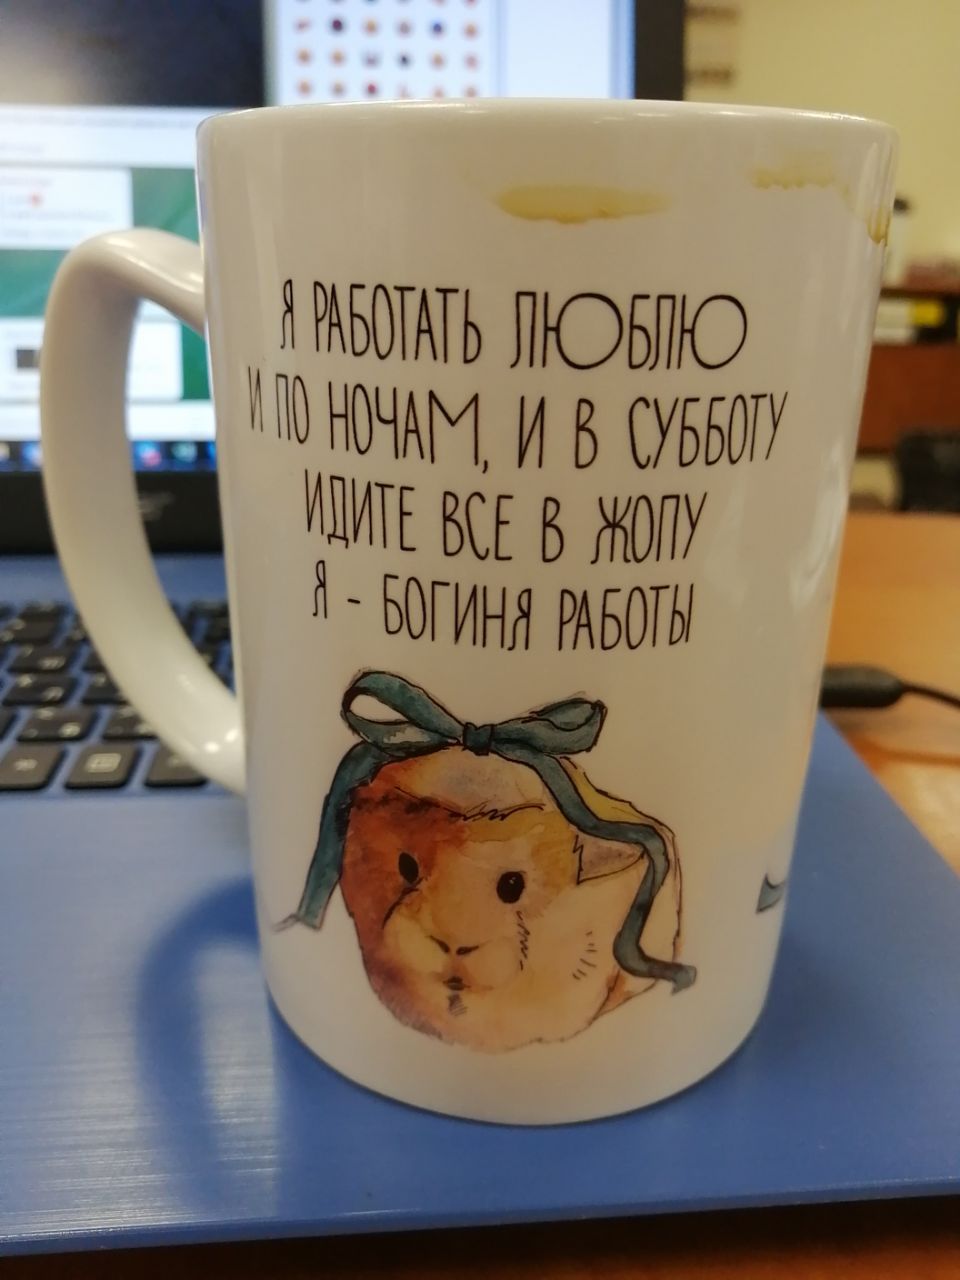 Я РАБОТАТЬ ЛЮБЛЮ
И ПО НОЧАМ, И В СУББОТУ
ИДИТЕ ВСЕ В ЖОПУ
Я - БОГИНЯ РАБОТЫ